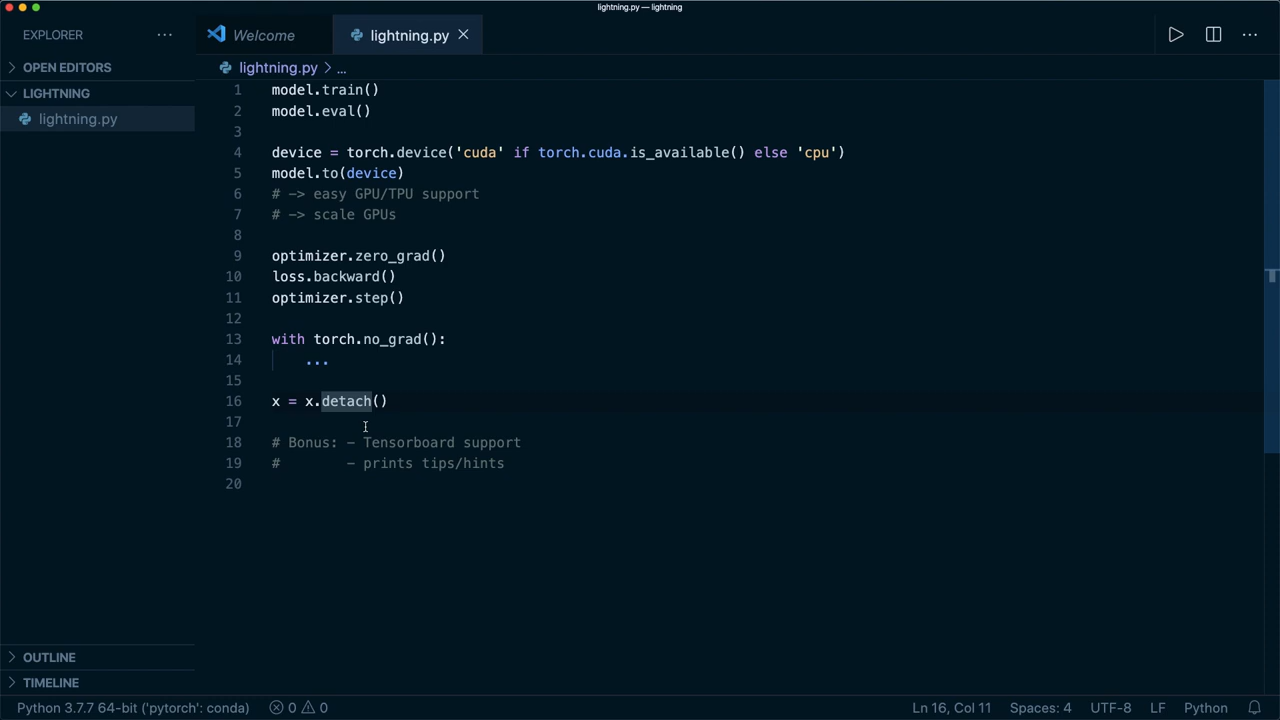 lightning.py — lightning
EXPLORER ...
Welcome
lightning.py
OPEN EDITORS
lightning.py > ...
LIGHTNING
lightning.py
1 model.train()
2 model.eval()
3
4 device = torch.device('cuda' if torch.cuda.is_available() else 'cpu')
5 model.to(device)
6 # -> easy GPU/TPU support
7 # -> scale GPUs
8
9 optimizer.zero_grad()
10 loss.backward()
11 optimizer.step()
12
13 with torch.no_grad():
14 ...
15
16 x = x.detach()
17
18 # Bonus: - Tensorboard support
19 # - prints tips/hints
20
OUTLINE
TIMELINE
Python 3.7.7 64-bit ('pytorch': conda) 0 0 Ln 16, Col 11 Spaces: 4 UTF-8 LF Python